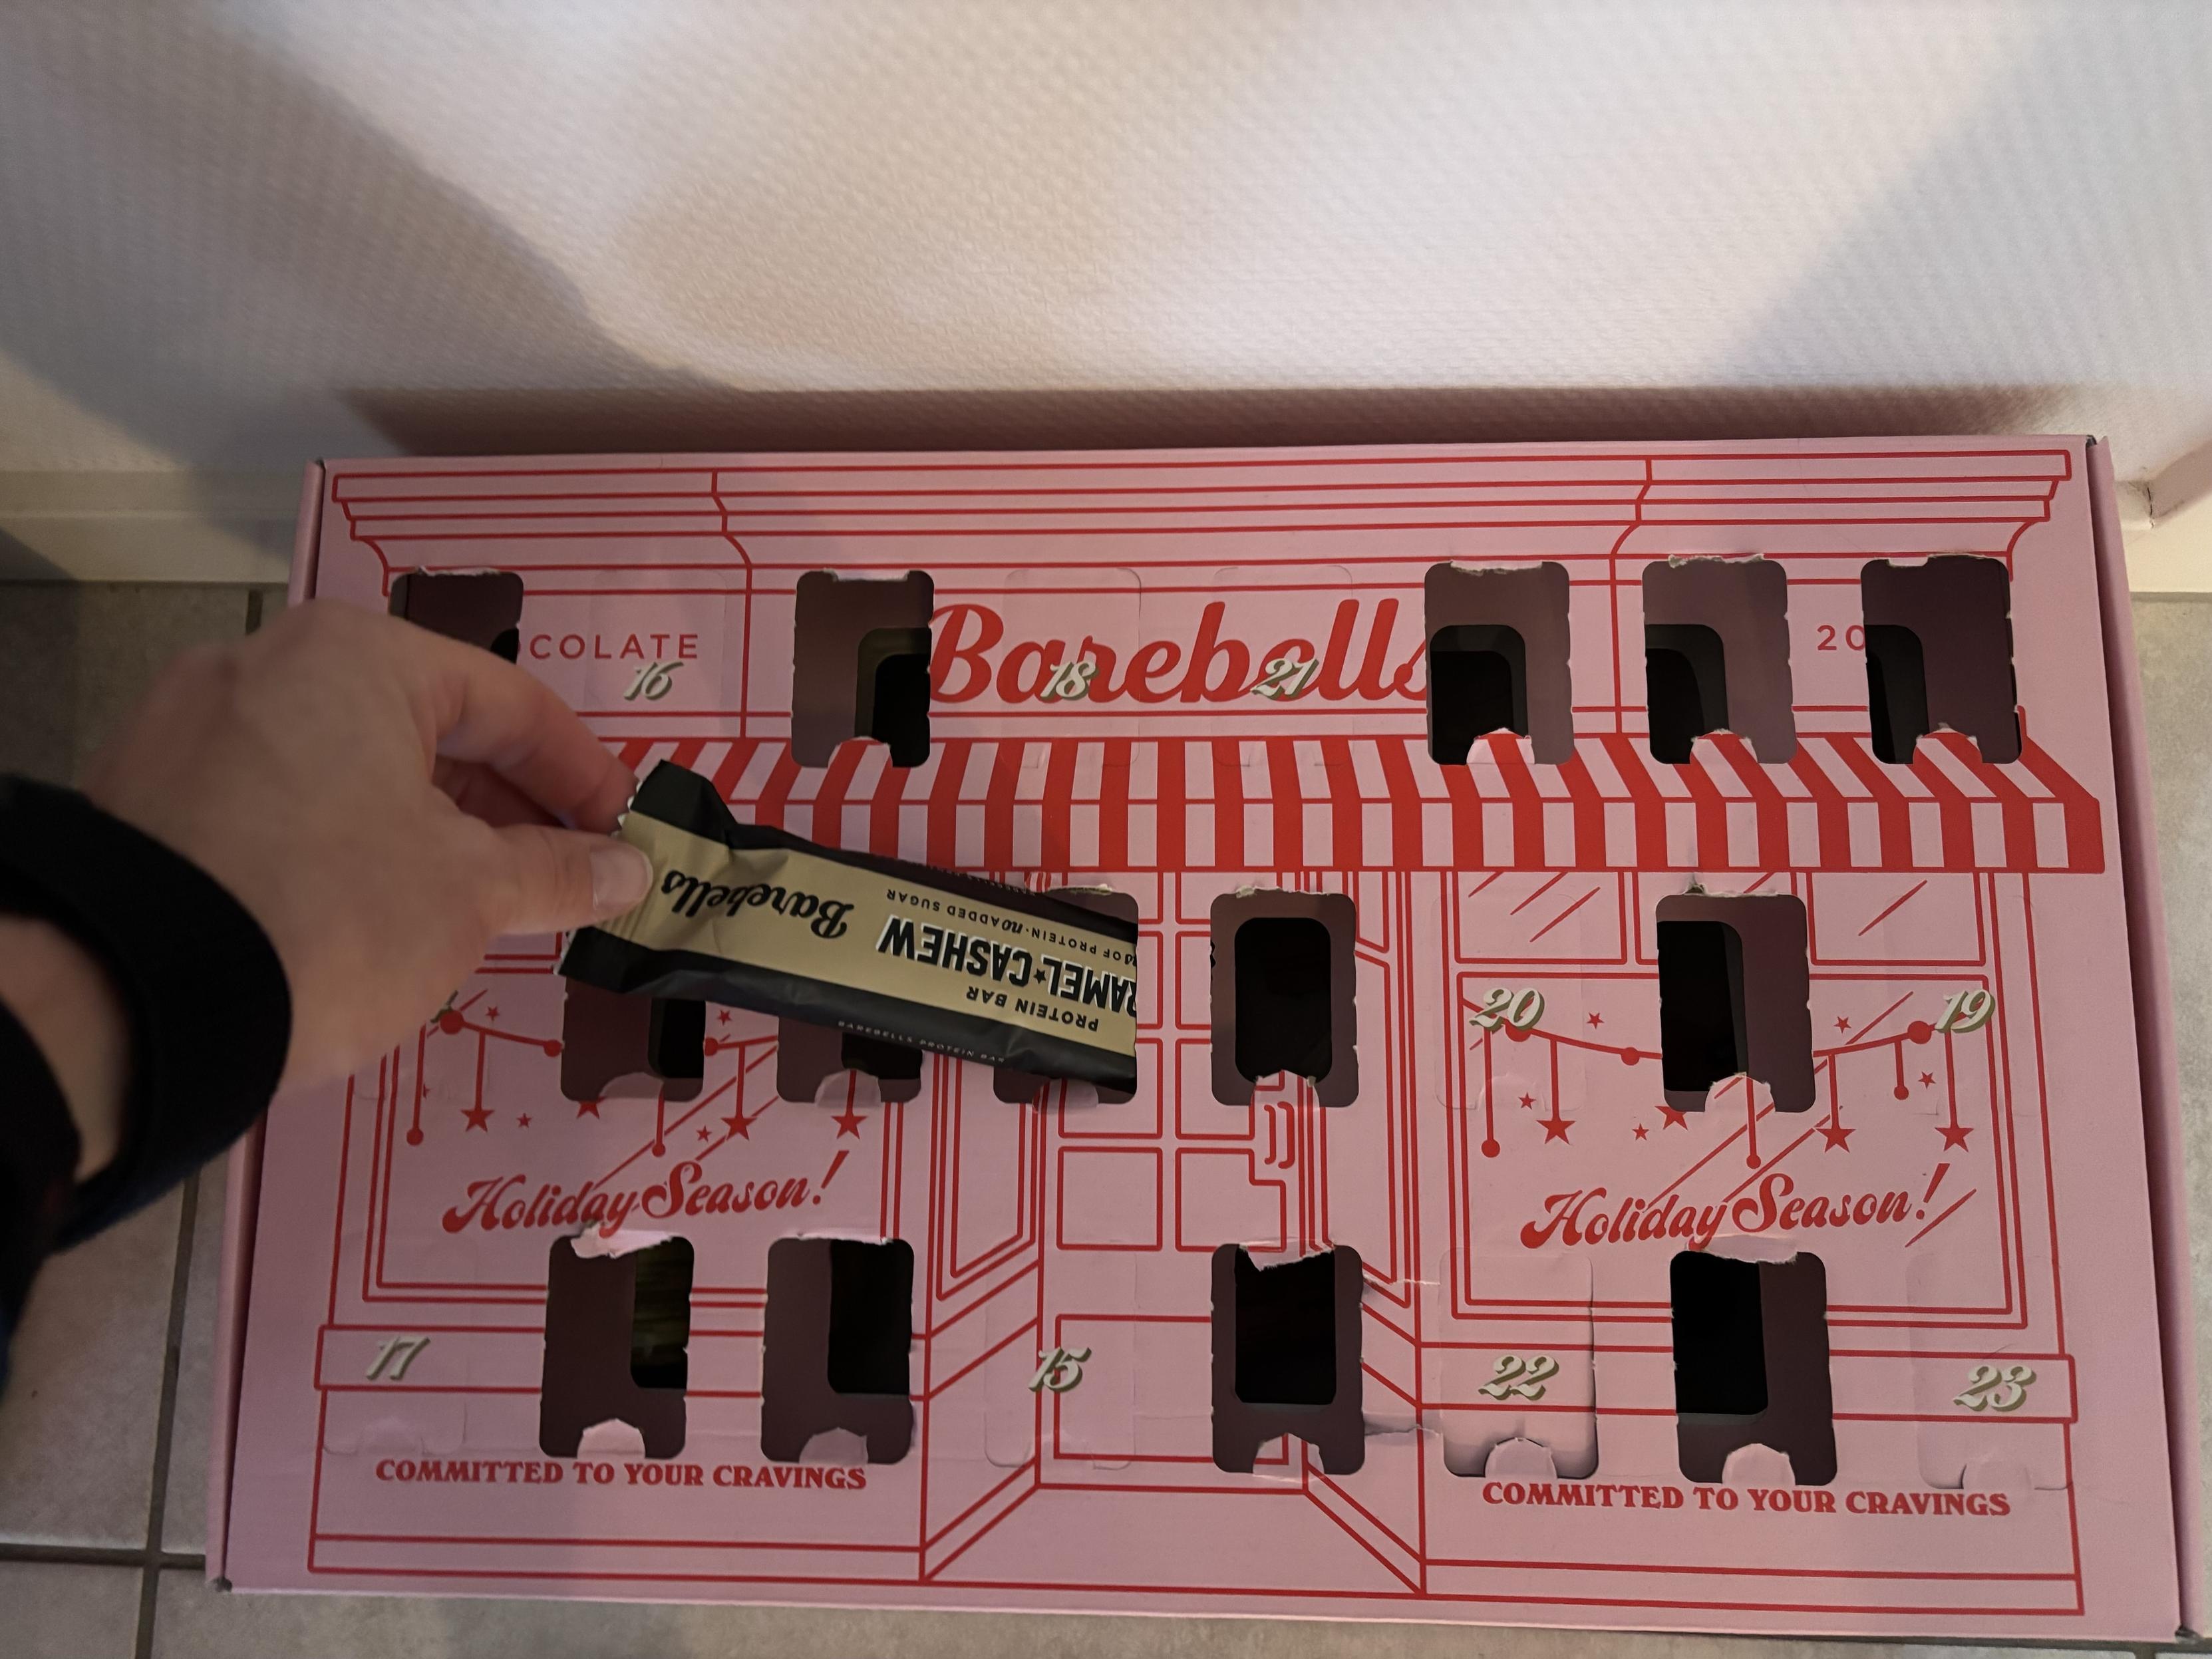 COLATE
16
Barebells
18
21
20
Barebells
PROTEIN BAR
RAMEL★CASHEW
OF PROTEIN·no ADDED SUGAR
BAREBELLS PROTEIN BAR
20
19
Holiday Season!
Holiday Season!
17
15
22
23
COMMITTED TO YOUR CRAVINGS
COMMITTED TO YOUR CRAVINGS